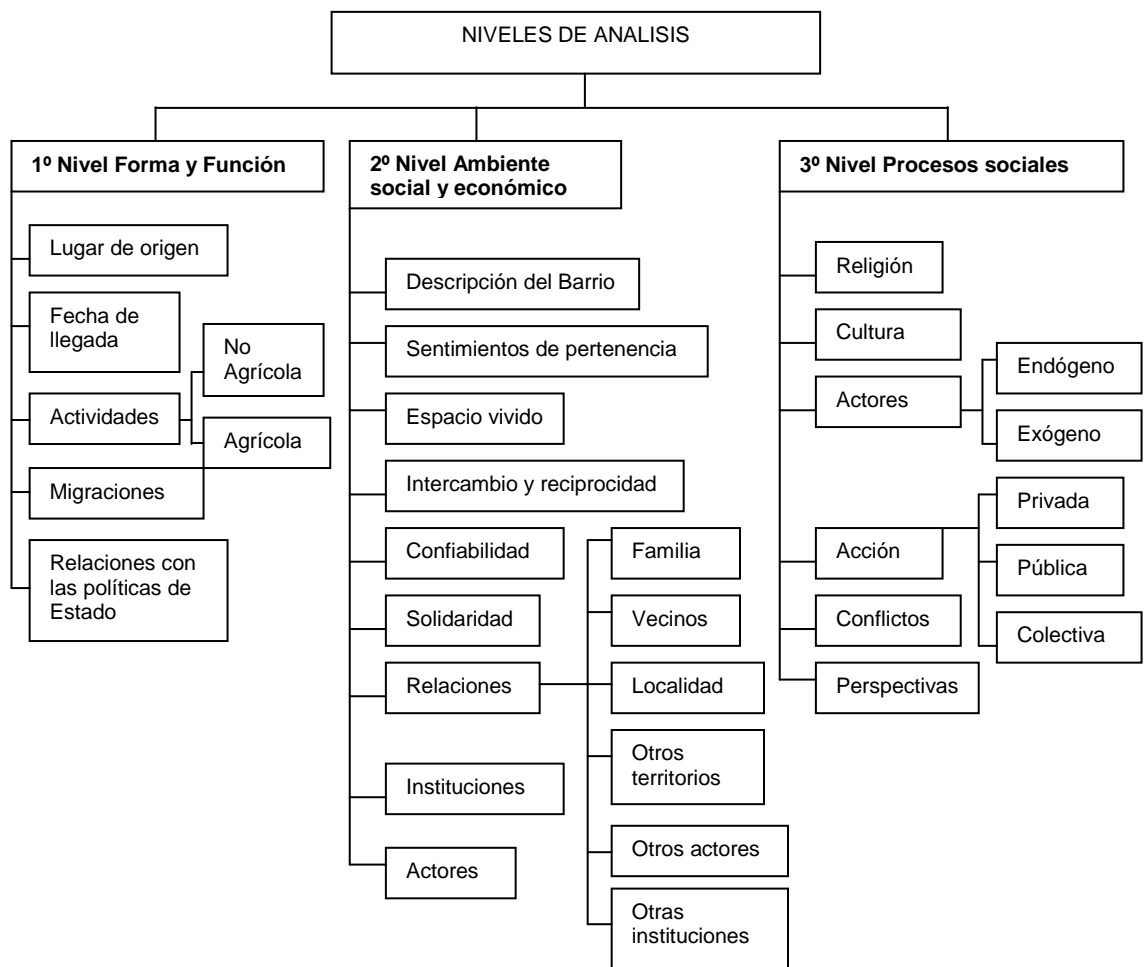 NIVELES DE ANALISIS
1º Nivel Forma y Función
Lugar de origen
Fecha de
llegada
Actividades
No
Agrícola
Agrícola
Migraciones
Relaciones con
las políticas de
Estado
2º Nivel Ambiente
social y económico
Descripción del Barrio
Sentimientos de pertenencia
Espacio vivido
Intercambio y reciprocidad
Confiabilidad
Solidaridad
Relaciones
Familia
Vecinos
Localidad
Otros
territorios
Otros actores
Otras
instituciones
Instituciones
Actores
3º Nivel Procesos sociales
Religión
Cultura
Actores
Endógeno
Exógeno
Acción
Privada
Pública
Colectiva
Conflictos
Perspectivas